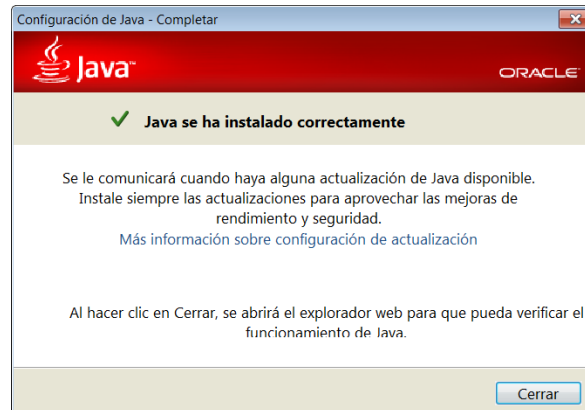 Configuración de Java - Completar
Java™
ORACLE
Java se ha instalado correctamente
Se le comunicará cuando haya alguna actualización de Java disponible.
Instale siempre las actualizaciones para aprovechar las mejoras de
rendimiento y seguridad.
Más información sobre configuración de actualización
Al hacer clic en Cerrar, se abrirá el explorador web para que pueda verificar el
funcionamiento de Java.
Cerrar